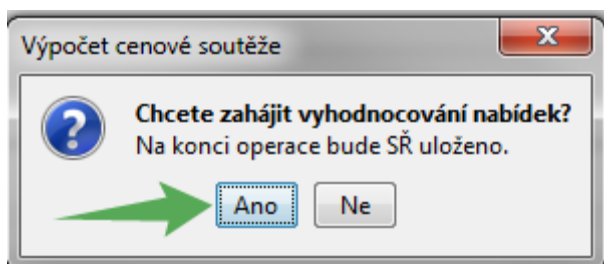 Výpočet cenové soutěže
Chcete zahájit vyhodnocování nabídek?
Na konci operace bude SŘ uloženo.
Ano
Ne